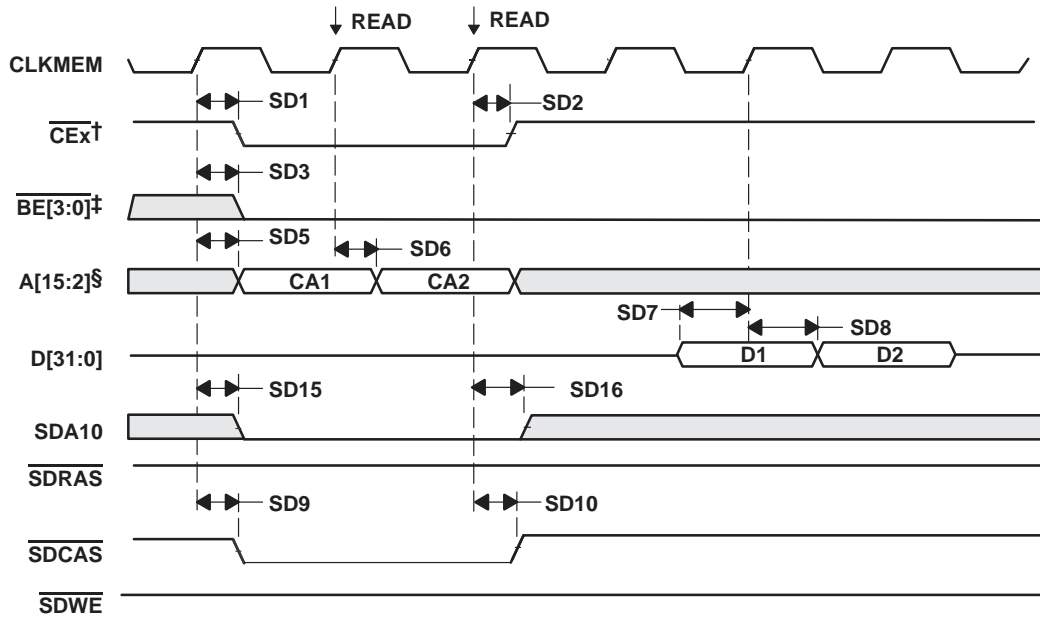 READ READ
CLKMEM
SD1 SD2
CEx†
SD3
BE[3:0]‡
SD5 SD6
A[15:2]§ CA1 CA2
SD7 SD8
D[31:0] D1 D2
SD15 SD16
SDA10
SDRAS
SD9 SD10
SDCAS
SDWE